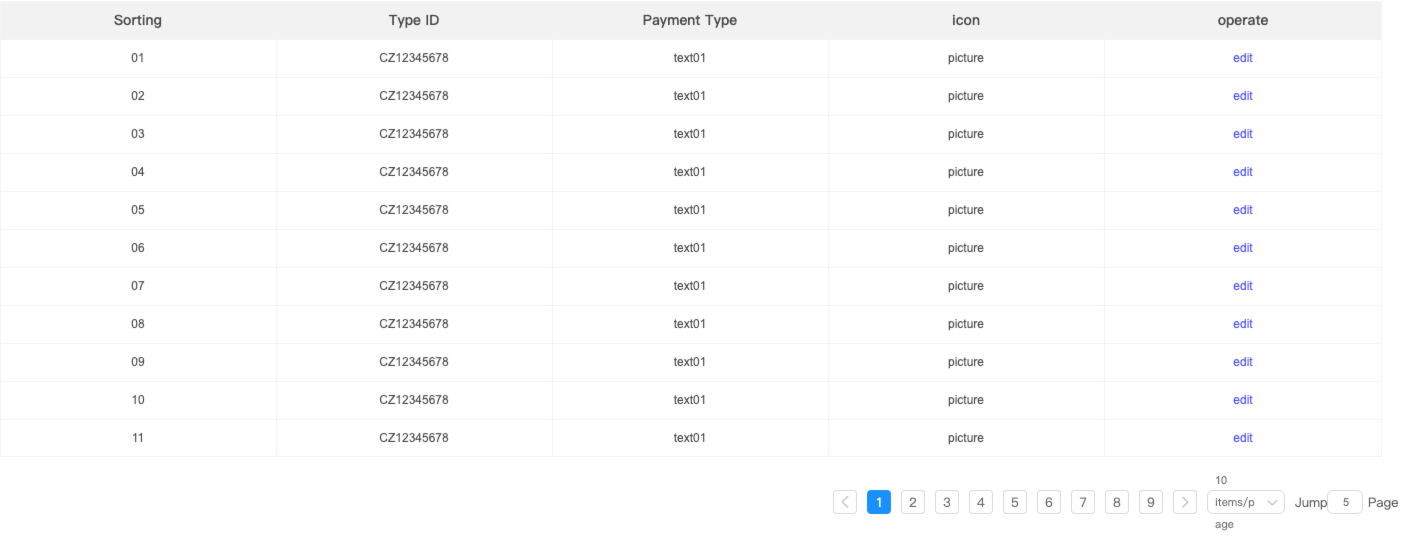 Sorting Type ID Payment Type icon operate
01 CZ12345678 text01 picture edit
02 CZ12345678 text01 picture edit
03 CZ12345678 text01 picture edit
04 CZ12345678 text01 picture edit
05 CZ12345678 text01 picture edit
06 CZ12345678 text01 picture edit
07 CZ12345678 text01 picture edit
08 CZ12345678 text01 picture edit
09 CZ12345678 text01 picture edit
10 CZ12345678 text01 picture edit
11 CZ12345678 text01 picture edit
1 2 3 4 5 6 7 8 9
10
items/p
age
Jump 5 Page